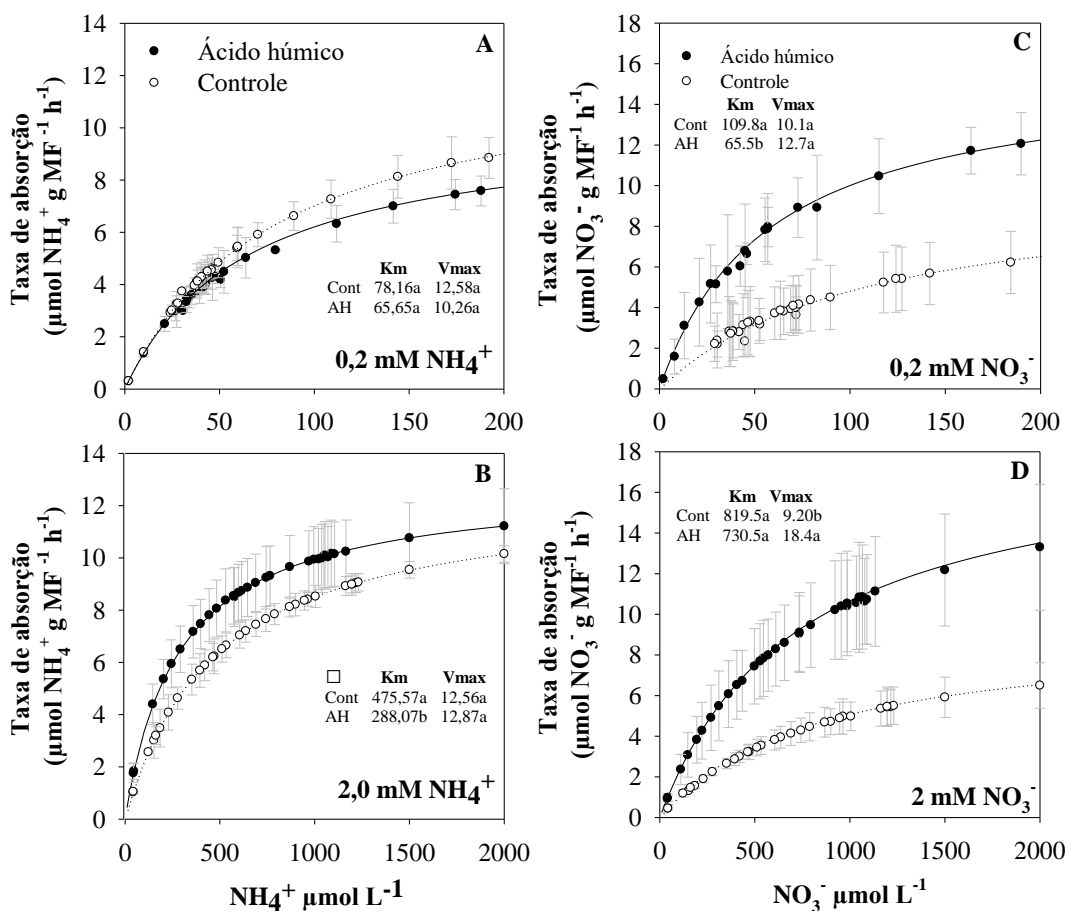 A
Ácido húmico
Controle
Taxa de absorção
(µmol NH4+ g MF-1 h-1)
14
12
10
8
6
4
2
0
Km Vmax
Cont 78,16a 12,58a
AH 65,65a 10,26a
0,2 mM NH4+
0 50 100 150 200
C
Ácido húmico
Controle
Taxa de absorção
(µmol NO3- g MF-1 h-1)
18
16
14
12
10
8
6
4
2
0
Km Vmax
Cont 109.8a 10.1a
AH 65.5b 12.7a
0,2 mM NO3-
0 50 100 150 200
B
Taxa de absorção
(µmol NH4+ g MF-1 h-1)
14
12
10
8
6
4
2
0
Km Vmax
Cont 475,57a 12,56a
AH 288,07b 12,87a
2,0 mM NH4+
0 500 1000 1500 2000
NH4+ µmol L-1
D
Taxa de absorção
(µmol NO3- g MF-1 h-1)
18
16
14
12
10
8
6
4
2
0
Km Vmax
Cont 819.5a 9.20b
AH 730.5a 18.4a
2 mM NO3-
0 500 1000 1500 2000
NO3- µmol L-1